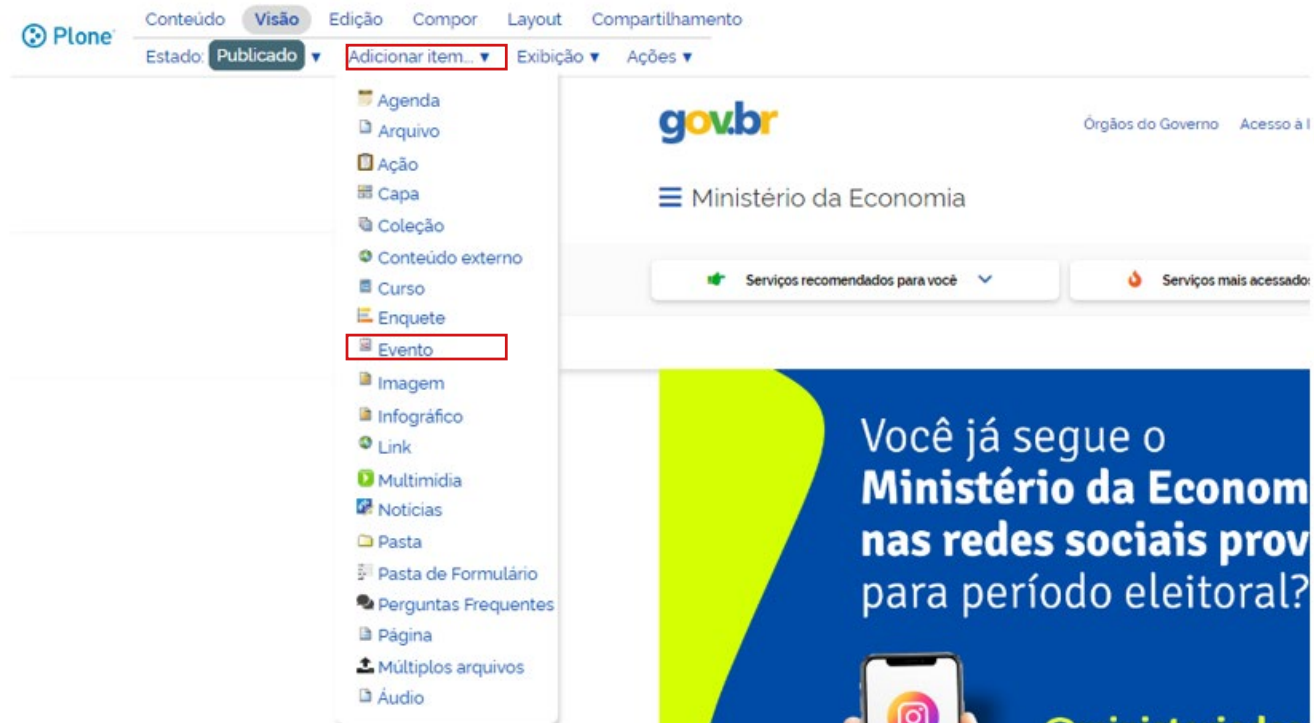 Plone
Conteúdo Visão Edição Compor Layout Compartilhamento
Estado: Publicado ▼ Adicionar item... ▼ Exibição ▼ Ações ▼
Agenda
Arquivo
Ação
Capa
Coleção
Conteúdo externo
Curso
Enquete
Evento
Imagem
Infográfico
Link
Multimídia
Notícias
Pasta
Pasta de Formulário
Perguntas Frequentes
Página
Múltiplos arquivos
Áudio
gov.br
Órgãos do Governo Acesso à
Ministério da Economia
Serviços recomendados para você
Serviços mais acessados
Você já segue o
Ministério da Econom
nas redes sociais prov
para período eleitoral?